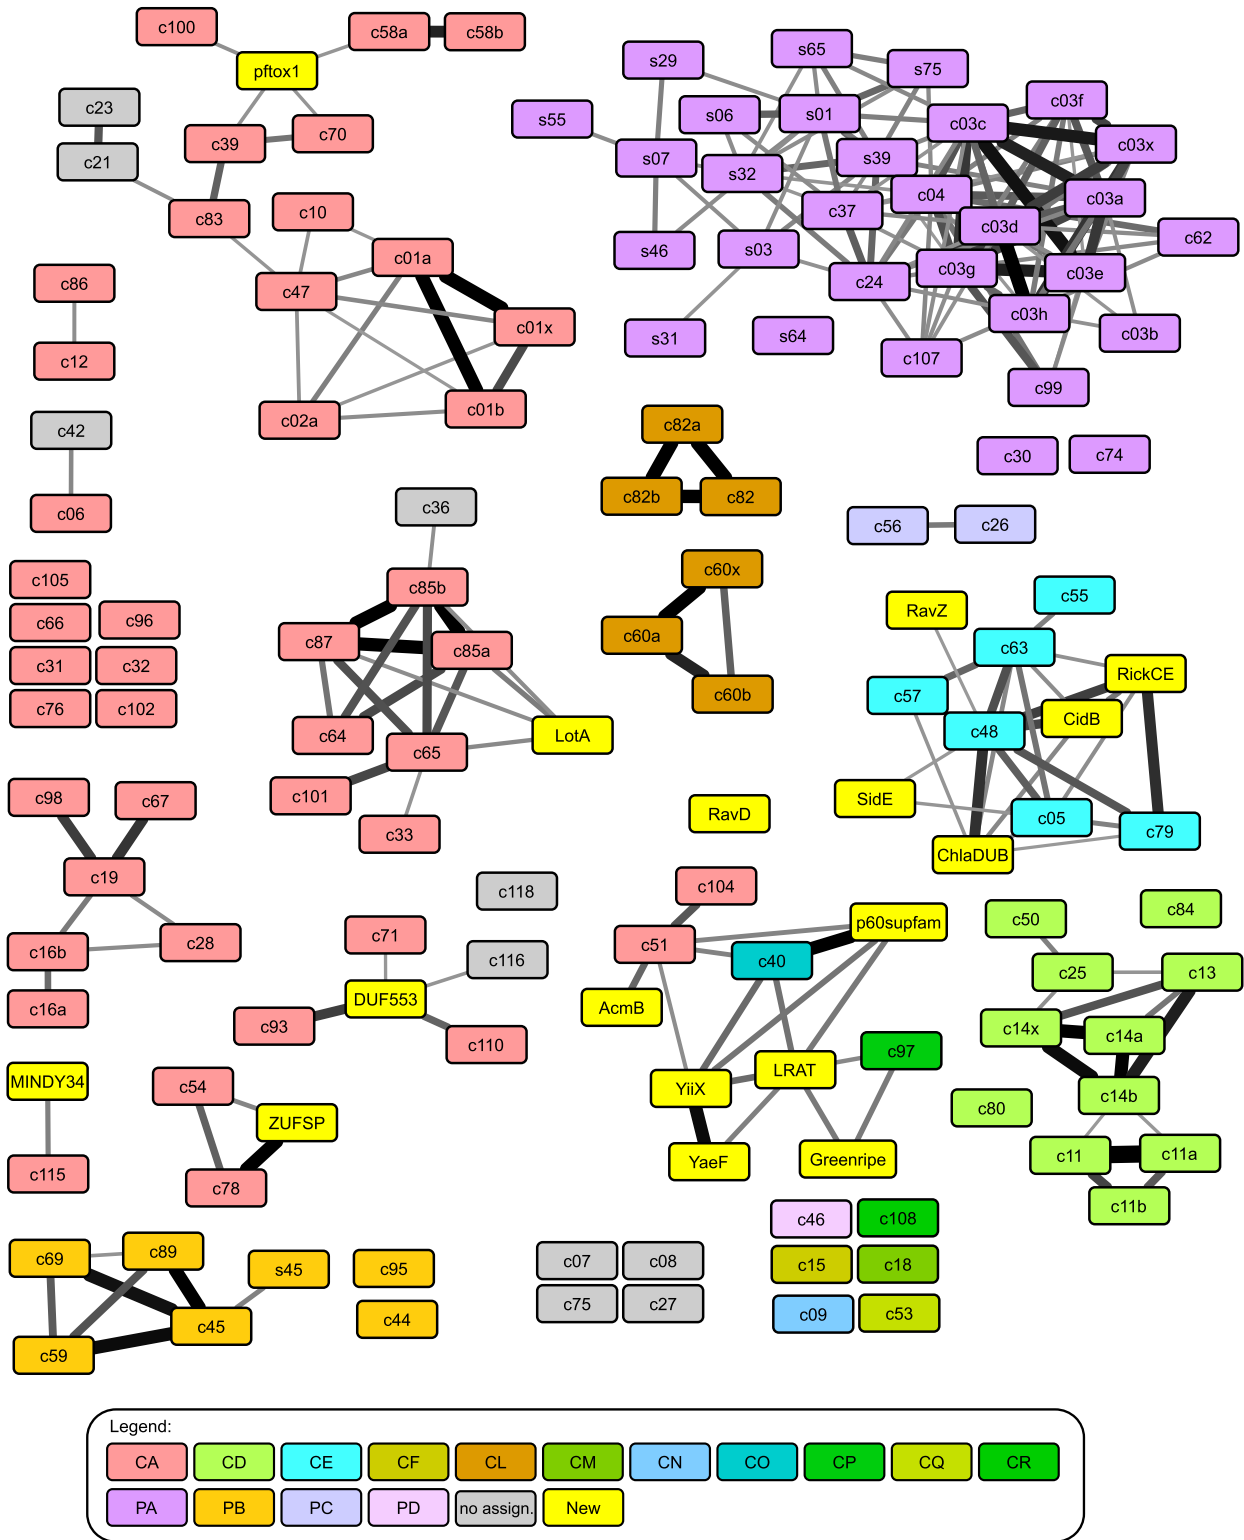 c100
c58a
c58b
pftox1
c23
c21
c39
c70
c83
c10
c01a
c47
c01x
c02a
c01b
c86
c12
c42
c06
s29
s65
s75
s55
s06
s01
c03c
c03f
c03x
s07
s32
s39
c04
c03a
c37
c03d
c62
s46
s03
c24
c03g
c03e
s31
s64
c03h
c03b
c107
c99
c82a
c82b
c82
c30
c74
c56
c26
c36
c85b
c87
c85a
c64
c65
LotA
c101
c33
c60x
c60a
c60b
c105
c66
c96
c31
c32
c76
c102
RavZ
c55
c63
RickCE
c57
c48
CidB
SidE
c05
c79
ChlaDUB
RavD
c98
c67
c19
c16b
c28
c16a
c118
c71
c116
DUF553
c93
c110
c104
c51
p60supfam
c40
AcmB
c97
LRAT
YiiX
YaeF
Greenripe
c50
c84
c25
c13
c14x
c14a
c14b
c80
c11
c11a
c11b
MINDY34
c115
c54
ZUFSP
c78
c69
c89
s45
c45
c59
c95
c44
c07
c08
c75
c27
c46
c108
c15
c18
c09
c53
Legend:
CA CD CE CF CL CM CN CO CP CQ CR
PA PB PC PD no assign. New